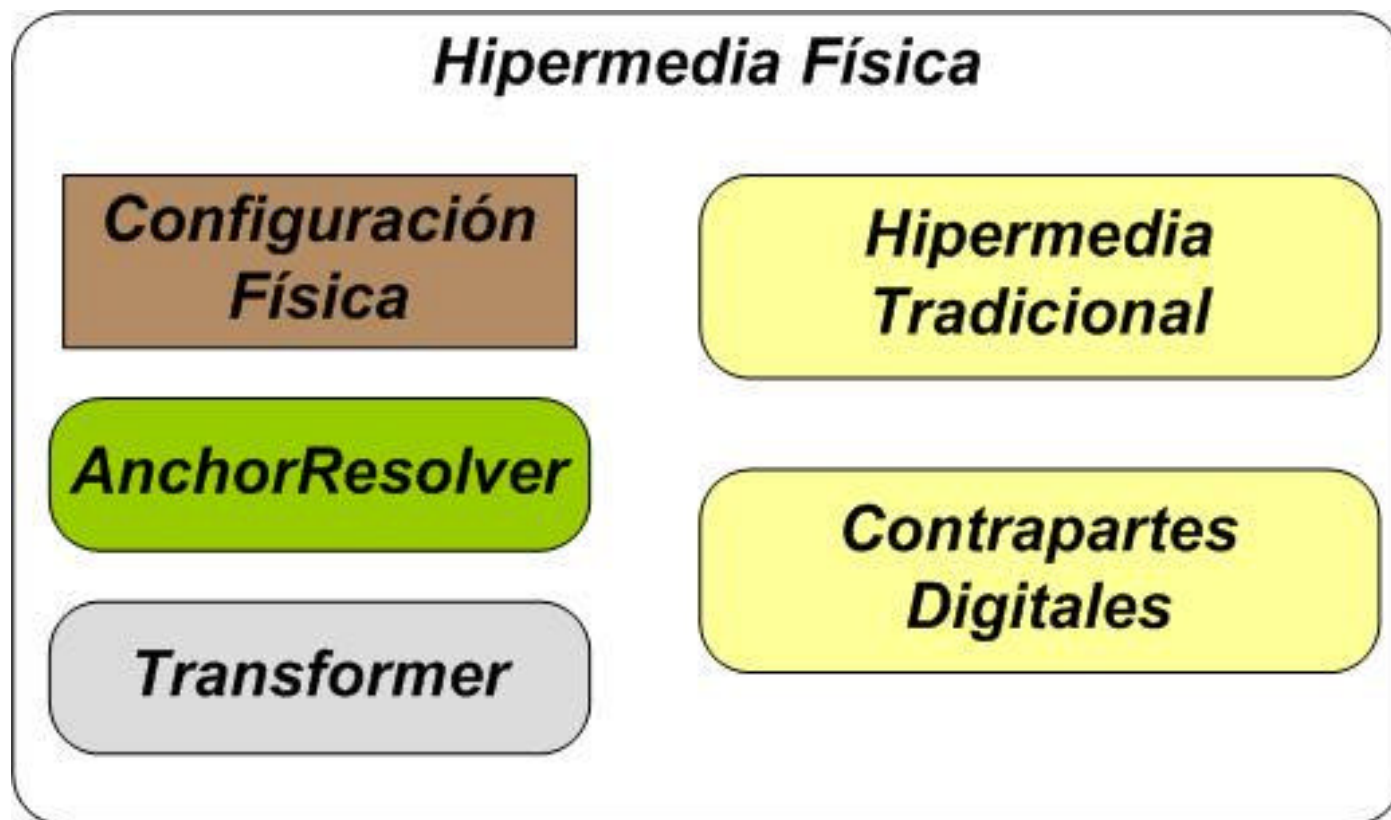 Hipermedia Física
Configuración
Física
AnchorResolver
Transformer
Hipermedia
Tradicional
Contrapartes
Digitales